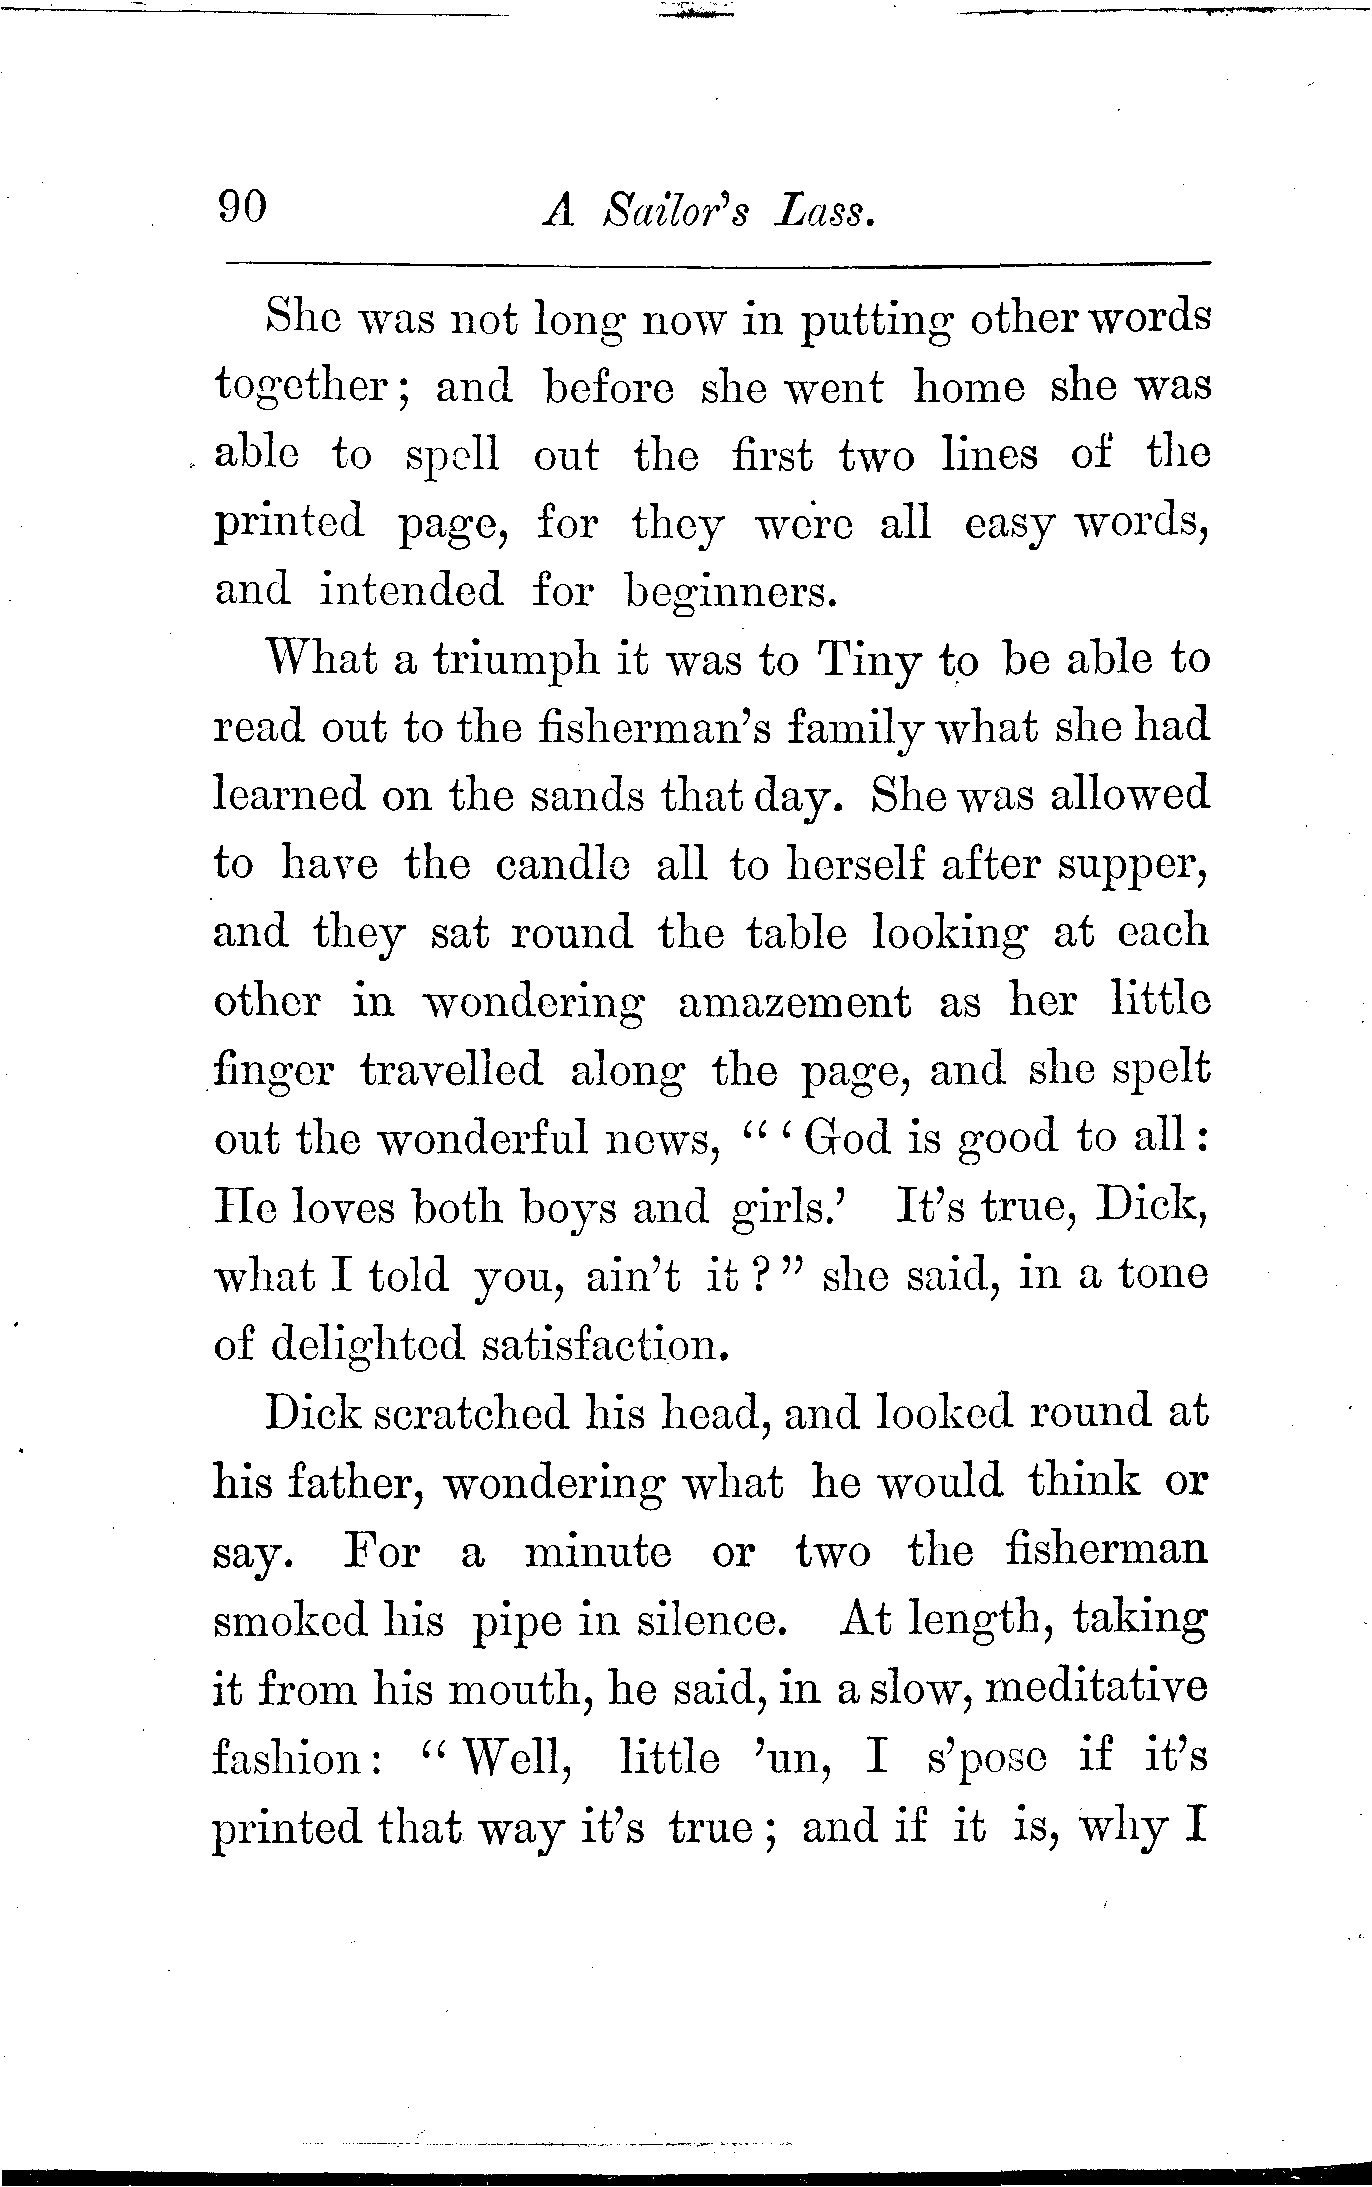 90 A Sailor's Lass.
She was not long now in putting other words
together; and before she went home she was
able to spell out the first two lines of the
printed page, for they were all easy words,
and intended for beginners.
What a triumph it was to Tiny to be able to
read out to the fisherman's family what she had
learned on the sands that day. She was allowed
to have the candle all to herself after supper,
and they sat round the table looking at each
other in wondering amazement as her little
finger travelled along the page, and she spelt
out the wonderful news, "'God is good to all:
He loves both boys and girls.' It's true, Dick,
what I told you, ain't it?" she said, in a tone
of delighted satisfaction.
Dick scratched his head, and looked round at
his father, wondering what he would think or
say. For a minute or two the fisherman
smoked his pipe in silence. At length, taking
it from his mouth, he said, in a slow, meditative
fashion: "Well, little 'un, I s'pose if it's
printed that way it's true; and if it is, why I